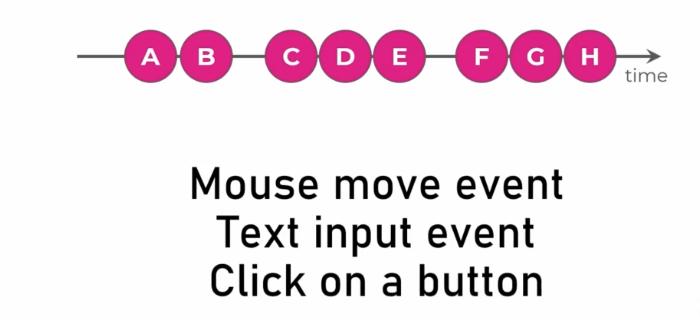 A B C D E F G H
time
Mouse move event
Text input event
Click on a button